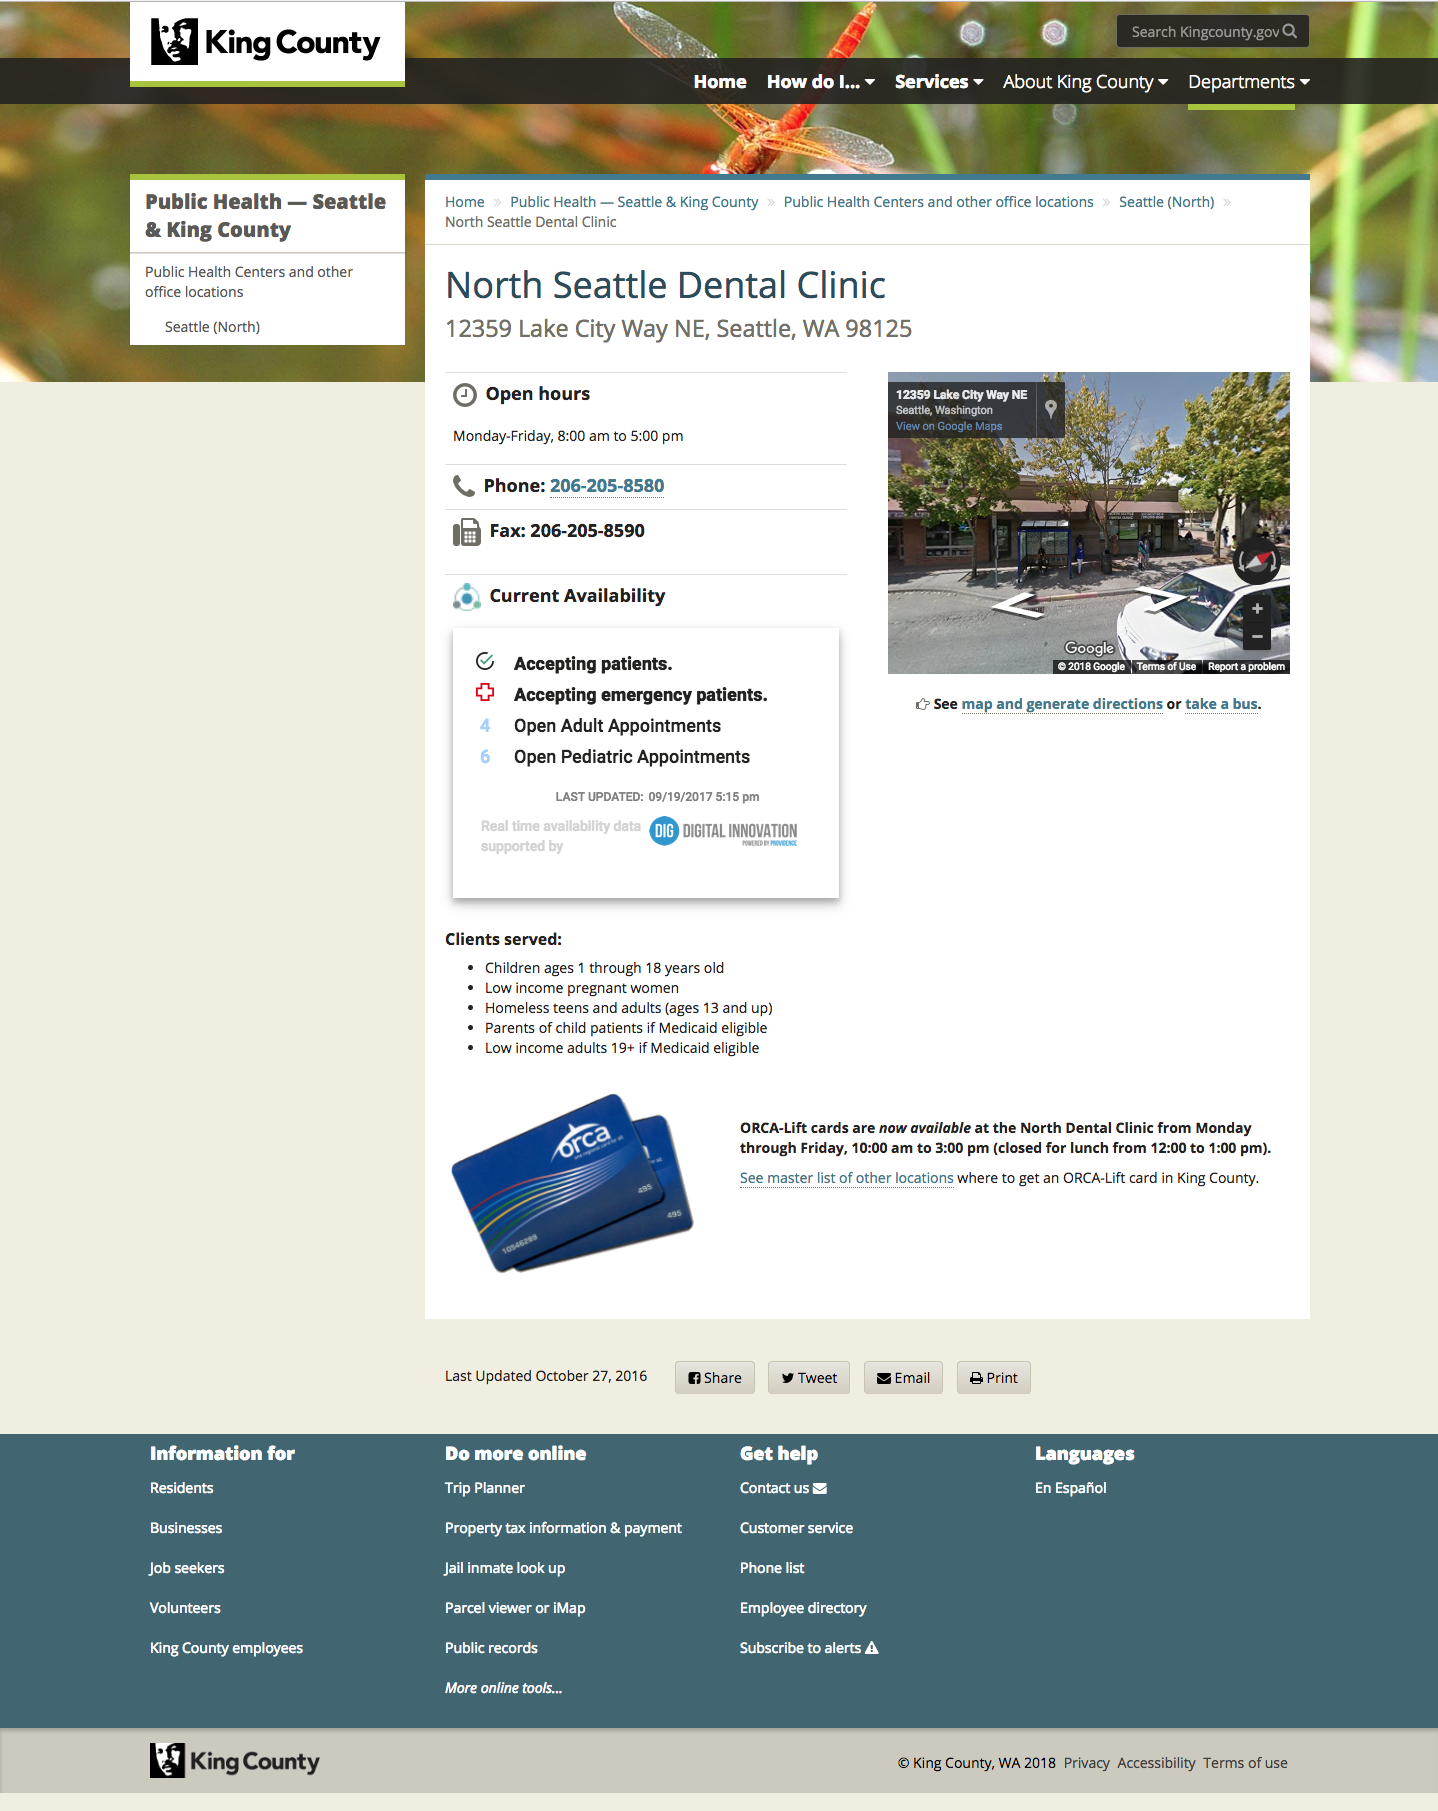 King County
Search Kingcounty.gov
Home How do I... Services About King County Departments
Public Health — Seattle
& King County
Public Health Centers and other
office locations
Seattle (North)
Home » Public Health — Seattle & King County » Public Health Centers and other office locations » Seattle (North) »
North Seattle Dental Clinic
North Seattle Dental Clinic
12359 Lake City Way NE, Seattle, WA 98125
Open hours
Monday-Friday, 8:00 am to 5:00 pm
Phone: 206-205-8580
Fax: 206-205-8590
Current Availability
Accepting patients.
Accepting emergency patients.
4 Open Adult Appointments
6 Open Pediatric Appointments
LAST UPDATED: 09/19/2017 5:15 pm
Real time availability data
supported by
DIG DIGITAL INNOVATION
POWERED BY PROVIDENCE
12359 Lake City Way NE
Seattle, Washington
View on Google Maps
Google
© 2018 Google Terms of Use Report a problem
See map and generate directions or take a bus.
Clients served:
• Children ages 1 through 18 years old
• Low income pregnant women
• Homeless teens and adults (ages 13 and up)
• Parents of child patients if Medicaid eligible
• Low income adults 19+ if Medicaid eligible
orca
495
495
10546289
ORCA-Lift cards are now available at the North Dental Clinic from Monday
through Friday, 10:00 am to 3:00 pm (closed for lunch from 12:00 to 1:00 pm).
See master list of other locations where to get an ORCA-Lift card in King County.
Last Updated October 27, 2016
Share Tweet Email Print
Information for
Residents
Businesses
Job seekers
Volunteers
King County employees
Do more online
Trip Planner
Property tax information & payment
Jail inmate look up
Parcel viewer or iMap
Public records
More online tools...
Get help
Contact us
Customer service
Phone list
Employee directory
Subscribe to alerts
Languages
En Español
King County
© King County, WA 2018 Privacy Accessibility Terms of use